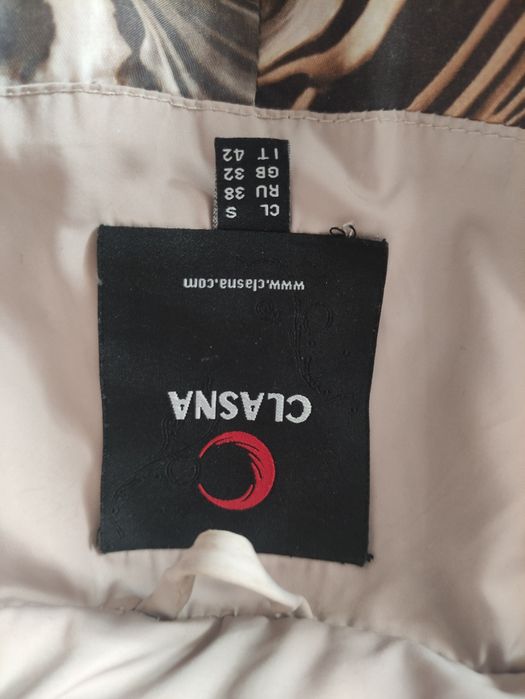 CLASNA
www.clasna.com
CL S
RU 38
GB 32
IT 42